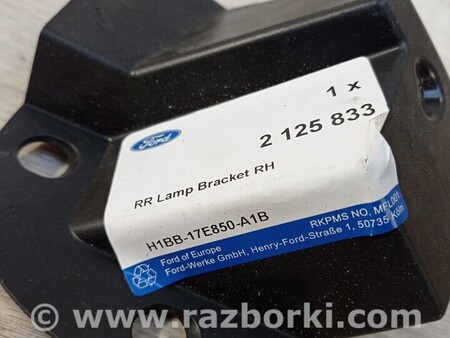 1 x
Ford
2 125 833
RR Lamp Bracket RH
H1BB-17E850-A1B
RKPMS NO. MFL001
Ford of Europe
Ford-Werke GmbH, Henry-Ford-Straße 1, 50735 Köln
© www.razborki.com